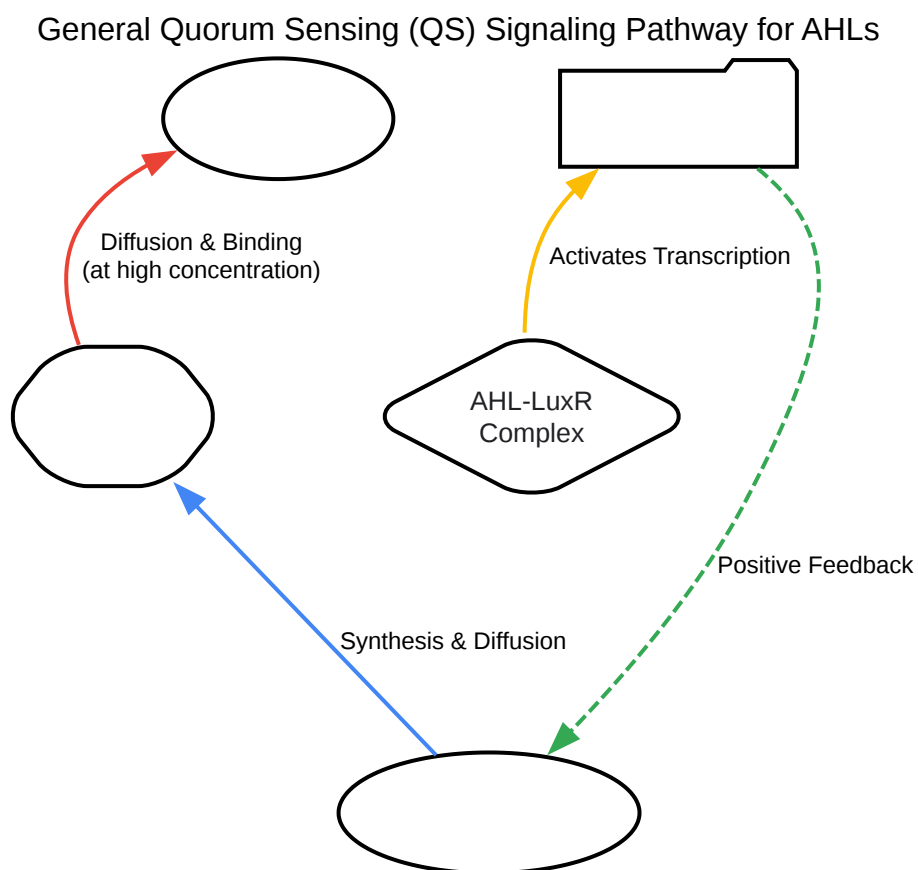 General Quorum Sensing (QS) Signaling Pathway for AHLs
Diffusion & Binding
(at high concentration)
Activates Transcription
AHL-LuxR
Complex
Positive Feedback
Synthesis & Diffusion